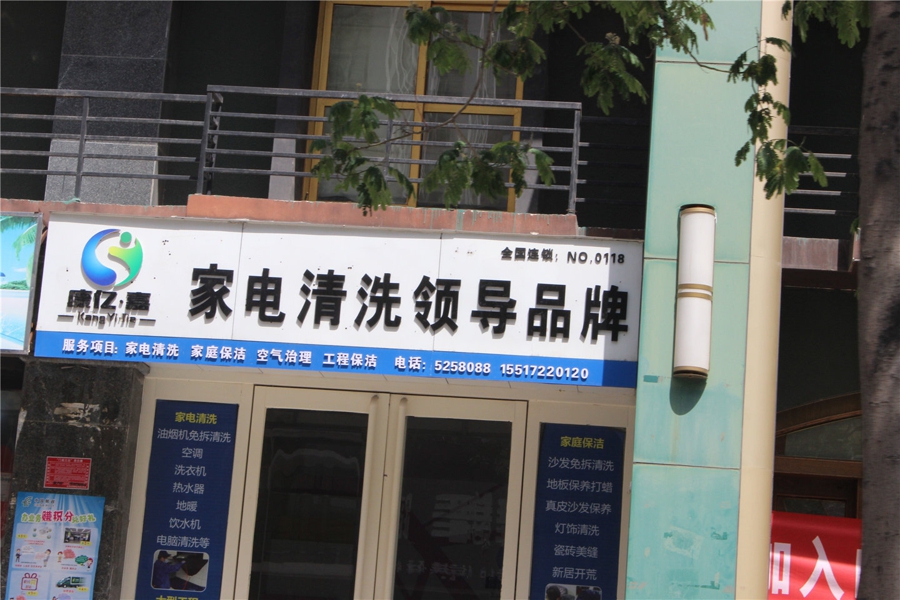 全国连锁：NO.0118
康亿·嘉
KangYiJia
家电清洗领导品牌
服务项目：家电清洗 家庭保洁 空气治理 工程保洁 电话：5258088 15517220120
家电清洗
油烟机免拆清洗
空调
洗衣机
热水器
地暖
饮水机
电脑清洗等
家庭保洁
沙发免拆清洗
地板保养打蜡
真皮沙发保养
灯饰清洗
瓷砖美缝
新居开荒
加入